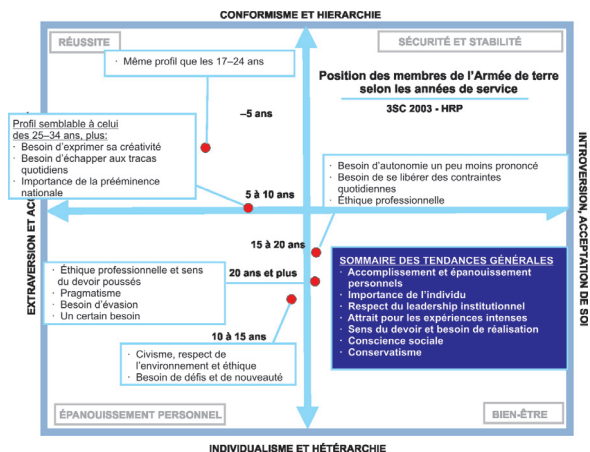 CONFORMISME ET HIERARCHIE
RÉUSSITE
SÉCURITÉ ET STABILITÉ
· Même profil que les 17–24 ans
Position des membres de l'Armée de terre
selon les années de service
3SC 2003 - HRP
–5 ans
Profil semblable à celui
des 25–34 ans, plus:
· Besoin d'exprimer sa créativité
· Besoin d'échapper aux tracas
quotidiens
· Importance de la prééminence
nationale
· Besoin d'autonomie un peu moins prononcé
· Besoin de se libérer des contraintes
quotidiennes
· Éthique professionnelle
5 à 10 ans
EXTRAVERSION ET
INTROVERSION, ACCEPTATION DE SOI
15 à 20 ans
· Éthique professionnelle et sens
du devoir poussés
· Pragmatisme
· Besoin d'évasion
· Un certain besoin
20 ans et plus
SOMMAIRE DES TENDANCES GÉNÉRALES
· Accomplissement et épanouissement
personnels
· Importance de l'individu
· Respect du leadership institutionnel
· Attrait pour les expériences intenses
· Sens du devoir et besoin de réalisation
· Conscience sociale
· Conservatisme
10 à 15 ans
· Civisme, respect de
l'environnement et éthique
· Besoin de défis et de nouveauté
ÉPANOUISSEMENT PERSONNEL
BIEN-ÊTRE
INDIVIDUALISME ET HÉTÉRARCHIE